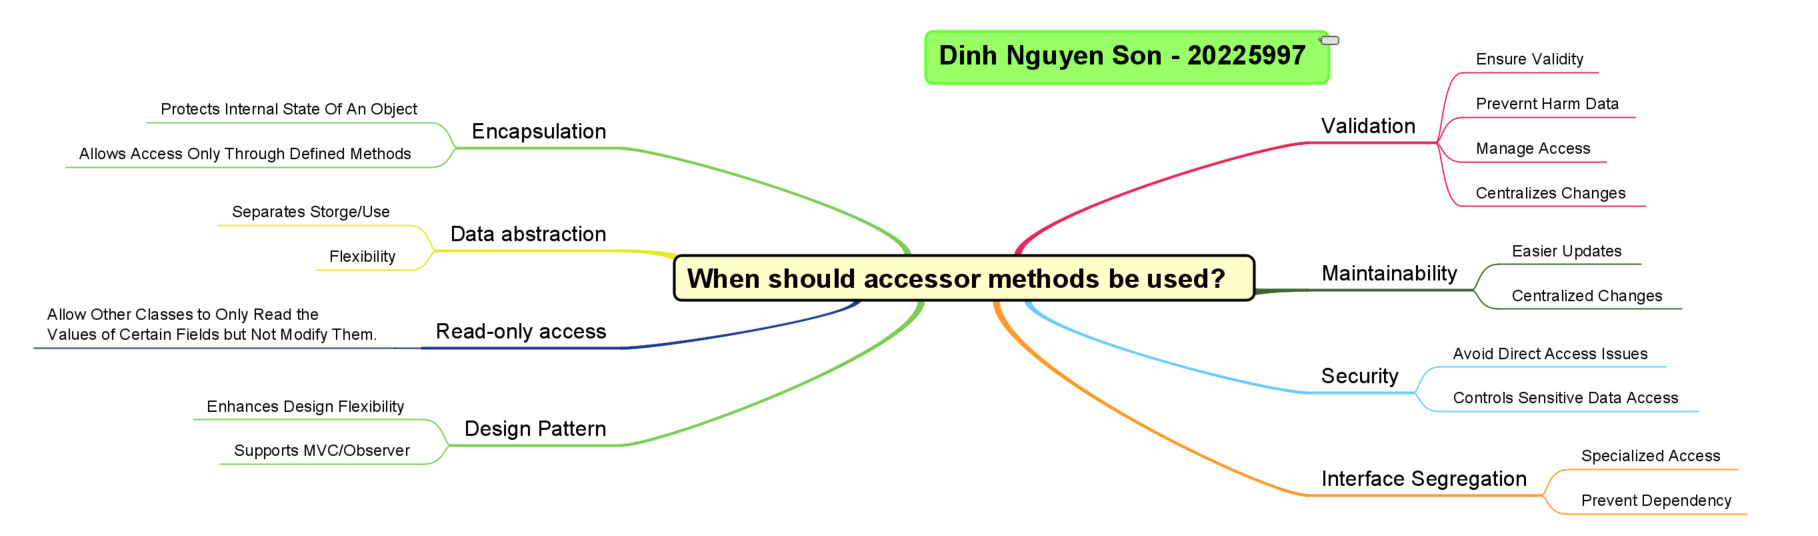 Dinh Nguyen Son - 20225997
When should accessor methods be used?
Encapsulation
Protects Internal State Of An Object
Allows Access Only Through Defined Methods
Data abstraction
Separates Storge/Use
Flexibility
Read-only access
Allow Other Classes to Only Read the
Values of Certain Fields but Not Modify Them.
Design Pattern
Enhances Design Flexibility
Supports MVC/Observer
Validation
Ensure Validity
Prevernt Harm Data
Manage Access
Centralizes Changes
Maintainability
Easier Updates
Centralized Changes
Security
Avoid Direct Access Issues
Controls Sensitive Data Access
Interface Segregation
Specialized Access
Prevent Dependency